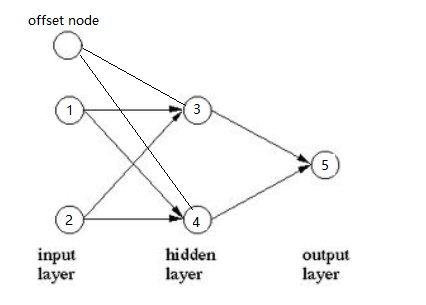 offset node
1
3
5
2
4
input
layer
hidden
layer
output
layer